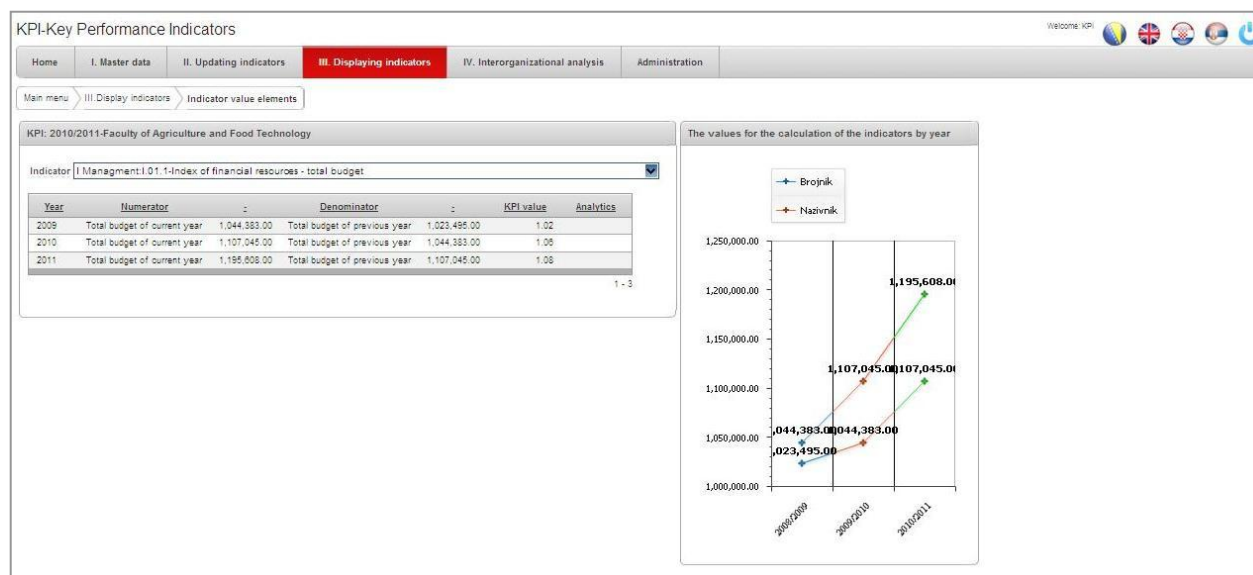 KPI-Key Performance Indicators
Welcome: KPI
Home I. Master data II. Updating indicators III. Displaying indicators IV. Interorganizational analysis Administration
Main menu III.Display indicators Indicator value elements
KPI: 2010/2011-Faculty of Agriculture and Food Technology
Indicator I Managment:I.01.1-Index of financial resources - total budget
Year Numerator - Denominator - KPI value Analytics
2009 Total budget of current year 1,044,383.00 Total budget of previous year 1,023,495.00 1.02
2010 Total budget of current year 1,107,045.00 Total budget of previous year 1,044,383.00 1.06
2011 Total budget of current year 1,195,608.00 Total budget of previous year 1,107,045.00 1.08
1 - 3
The values for the calculation of the indicators by year
Brojnik
Nazivnik
1,250,000.00
1,195,608.00
1,200,000.00
1,150,000.00
1,107,045.00 1,107,045.00
1,100,000.00
,044,383.00 1,044,383.00
1,050,000.00
,023,495.00
1,000,000.00
2008/2009 2009/2010 2010/2011